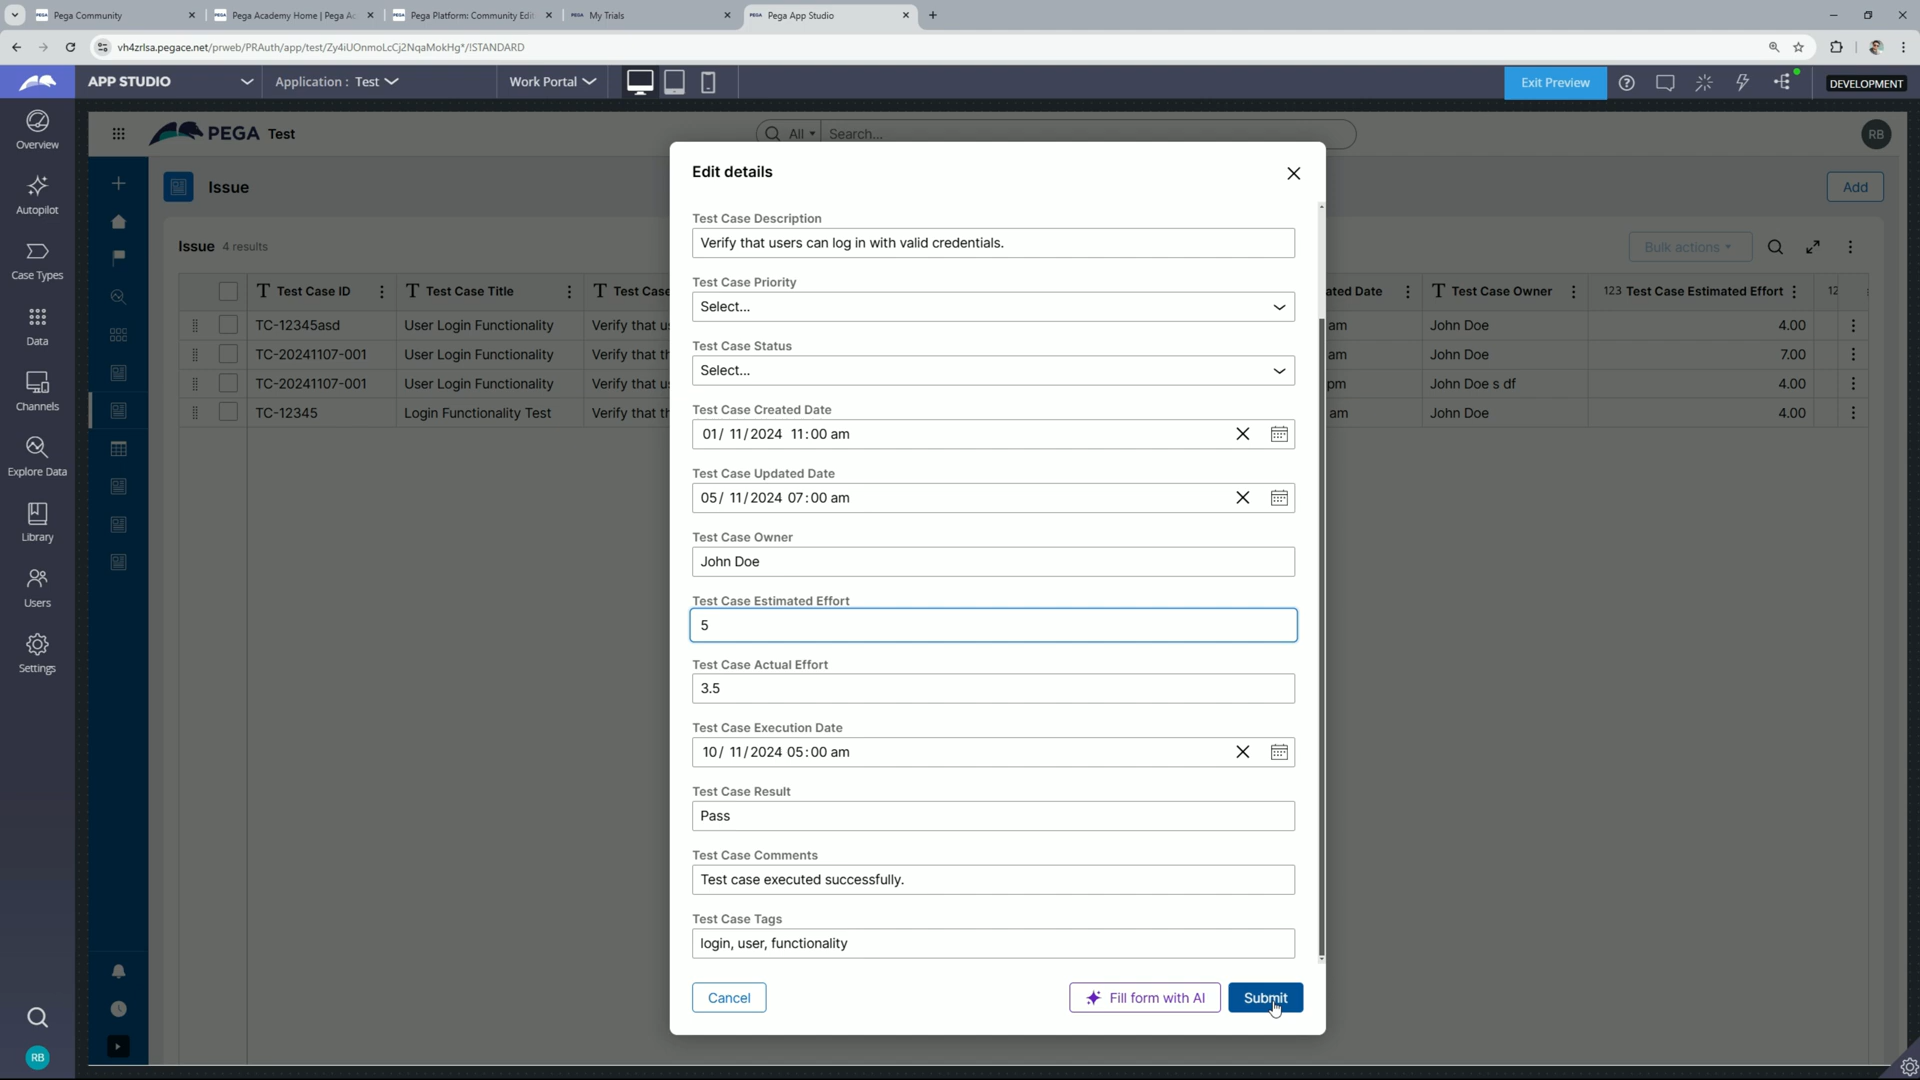 Pega Community
Pega Academy Home | Pega Ac
Pega Platform: Community Edit
My Trials
Pega App Studio
vh4zrlsa.pegace.net/prweb/PRAuth/app/test/Zy4iUOnmoLcCj2NqaMokHg*/!STANDARD
APP STUDIO
Application : Test
Work Portal
Exit Preview
DEVELOPMENT
Overview
Autopilot
Case Types
Data
Channels
Explore Data
Library
Users
Settings
RB
PEGA Test
All
Search...
RB
Issue
Add
Issue 4 results
Bulk actions
Test Case ID
Test Case Title
Test Case
ated Date
Test Case Owner
123 Test Case Estimated Effort
12
TC-12345asd User Login Functionality Verify that us am John Doe 4.00
TC-20241107-001 User Login Functionality Verify that th am John Doe 7.00
TC-20241107-001 User Login Functionality Verify that us pm John Doe s df 4.00
TC-12345 Login Functionality Test Verify that th am John Doe 4.00
Edit details
Test Case Description
Verify that users can log in with valid credentials.
Test Case Priority
Select...
Test Case Status
Select...
Test Case Created Date
01/ 11/2024 11:00 am
Test Case Updated Date
05/ 11/2024 07:00 am
Test Case Owner
John Doe
Test Case Estimated Effort
5
Test Case Actual Effort
3.5
Test Case Execution Date
10/ 11/2024 05:00 am
Test Case Result
Pass
Test Case Comments
Test case executed successfully.
Test Case Tags
login, user, functionality
Cancel
Fill form with AI
Submit